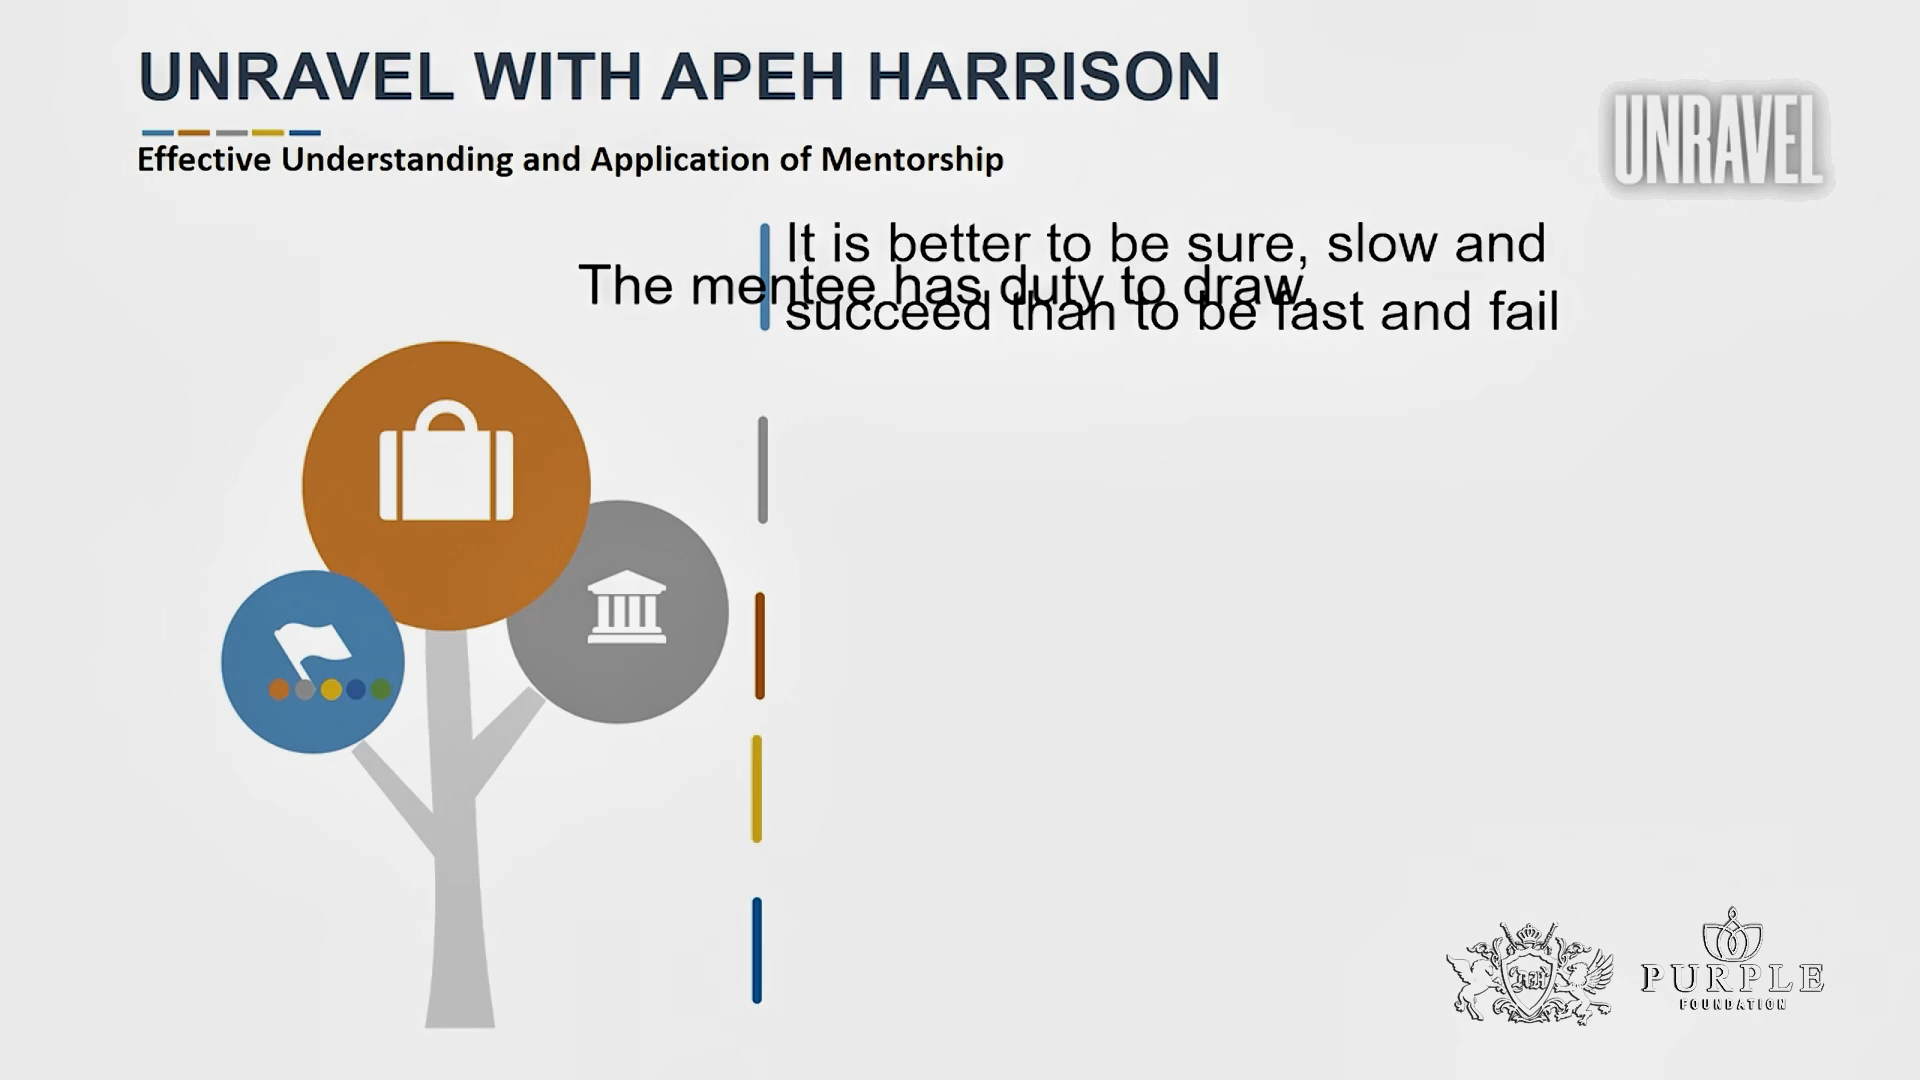 UNRAVEL WITH APEH HARRISON
Effective Understanding and Application of Mentorship
UNRAVEL
It is better to be sure, slow and
The mentee has duty to draw.
succeed than to be fast and fail
PURPLE
FOUNDATION